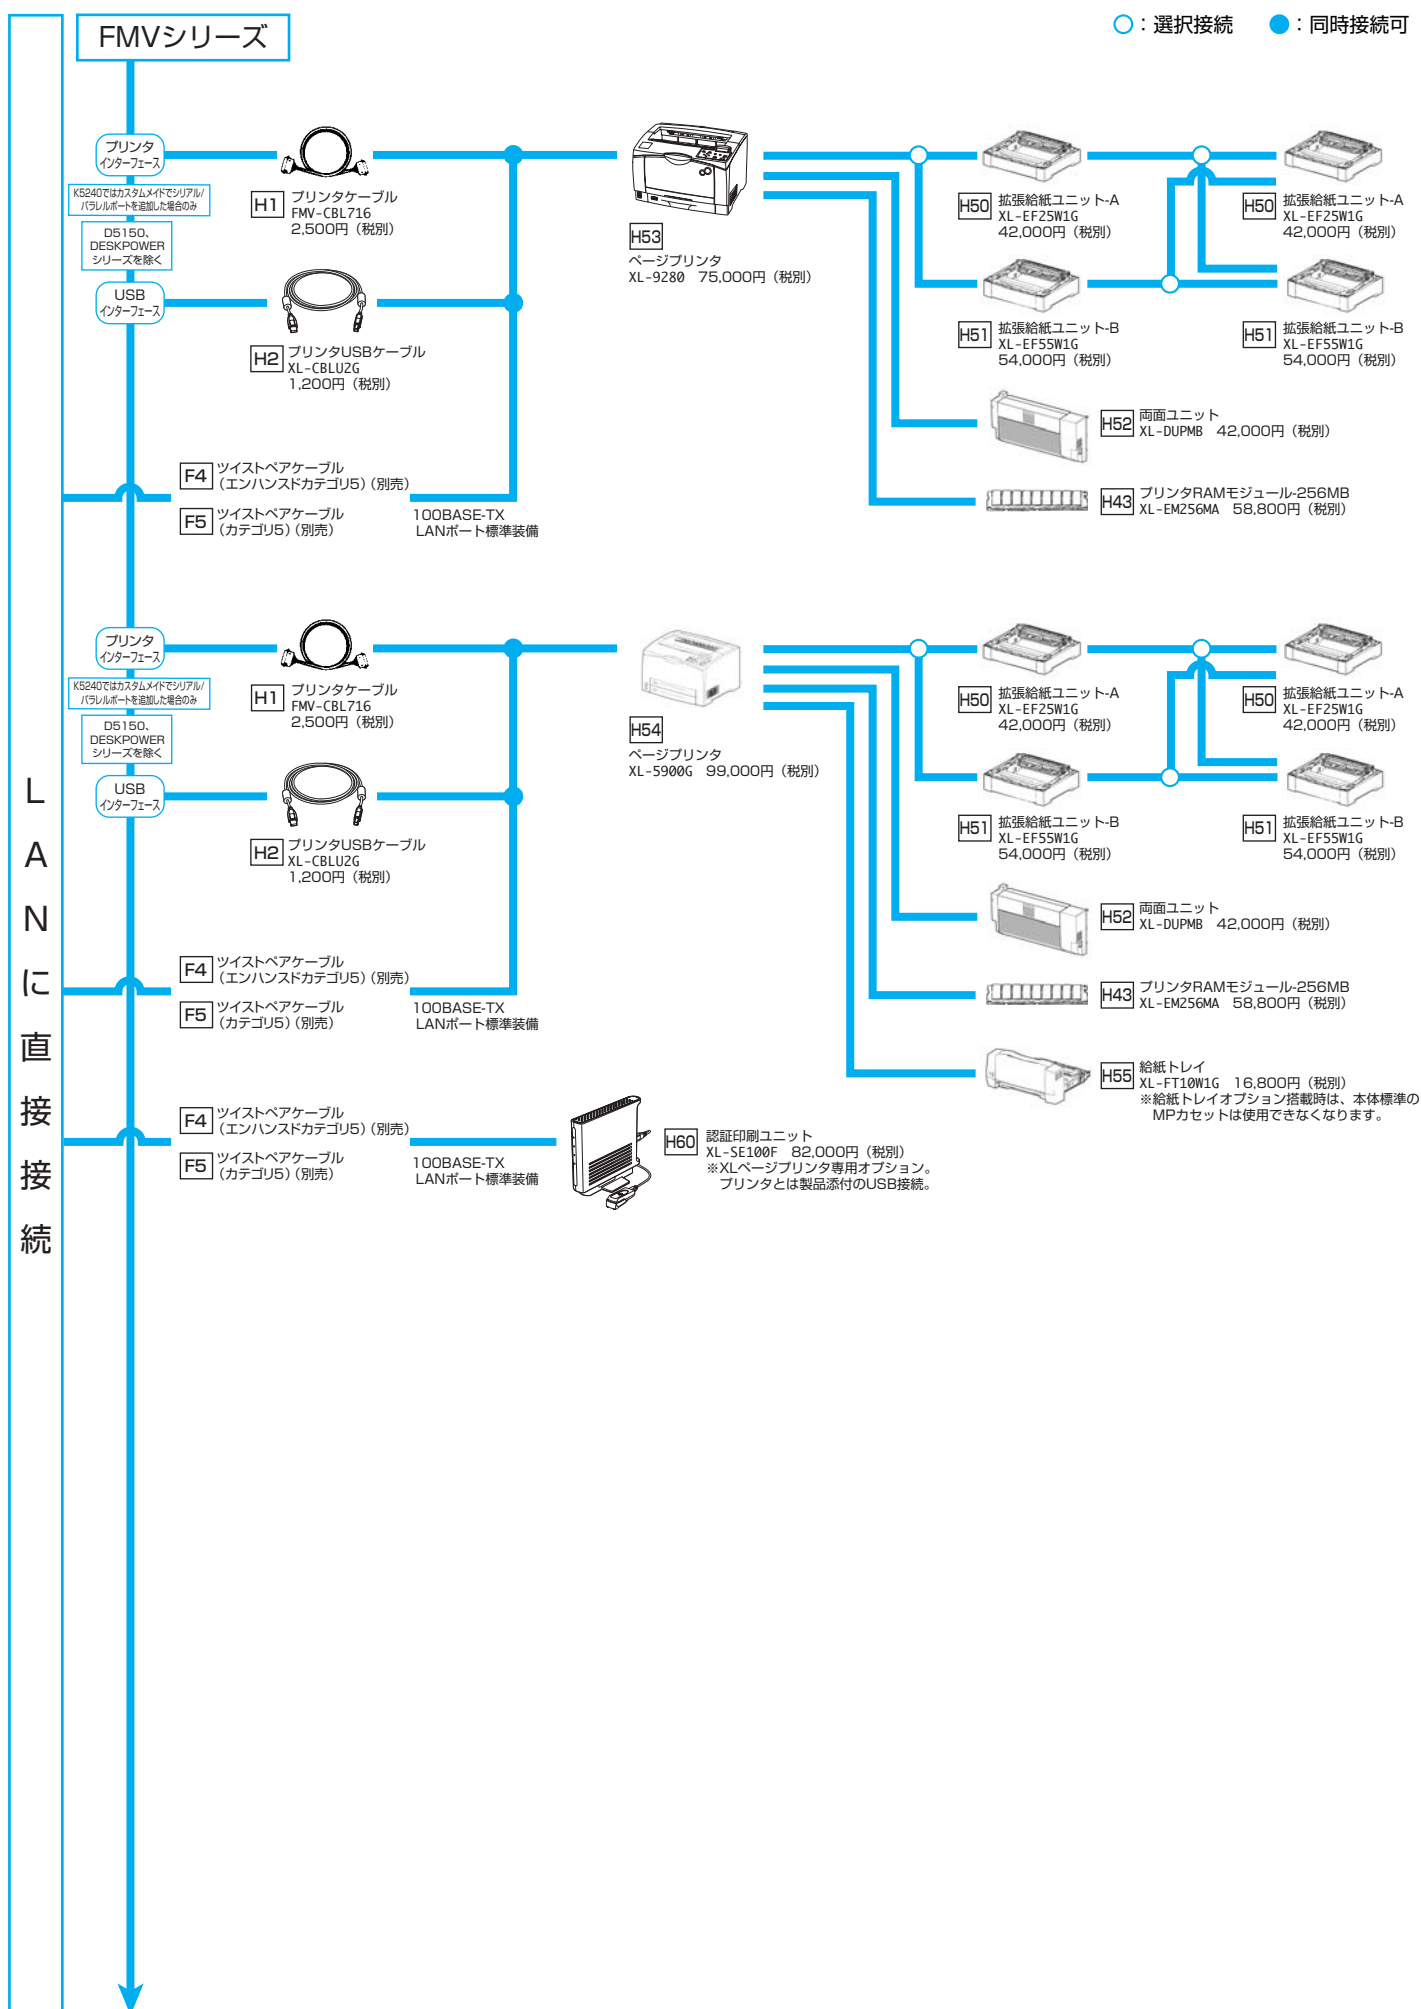 FMVシリーズ
○：選択接続　●：同時接続可
LANに直接接続
プリンタ
インターフェース
K5240ではカスタムメイドでシリアル/
パラレルポートを追加した場合のみ
D5150、
DESKPOWER
シリーズを除く
USB
インターフェース
H1 プリンタケーブル
FMV-CBL716
2,500円（税別）
H2 プリンタUSBケーブル
XL-CBLU2G
1,200円（税別）
F4 ツイストペアケーブル
（エンハンスドカテゴリ5）（別売）
F5 ツイストペアケーブル
（カテゴリ5）（別売）
100BASE-TX
LANポート標準装備
H53
ページプリンタ
XL-9280　75,000円（税別）
H50 拡張給紙ユニット-A
XL-EF25W1G
42,000円（税別）
H50 拡張給紙ユニット-A
XL-EF25W1G
42,000円（税別）
H51 拡張給紙ユニット-B
XL-EF55W1G
54,000円（税別）
H51 拡張給紙ユニット-B
XL-EF55W1G
54,000円（税別）
H52 両面ユニット
XL-DUPMB　42,000円（税別）
H43 プリンタRAMモジュール-256MB
XL-EM256MA　58,800円（税別）
プリンタ
インターフェース
K5240ではカスタムメイドでシリアル/
パラレルポートを追加した場合のみ
D5150、
DESKPOWER
シリーズを除く
USB
インターフェース
H1 プリンタケーブル
FMV-CBL716
2,500円（税別）
H2 プリンタUSBケーブル
XL-CBLU2G
1,200円（税別）
F4 ツイストペアケーブル
（エンハンスドカテゴリ5）（別売）
F5 ツイストペアケーブル
（カテゴリ5）（別売）
100BASE-TX
LANポート標準装備
H54
ページプリンタ
XL-5900G　99,000円（税別）
H50 拡張給紙ユニット-A
XL-EF25W1G
42,000円（税別）
H50 拡張給紙ユニット-A
XL-EF25W1G
42,000円（税別）
H51 拡張給紙ユニット-B
XL-EF55W1G
54,000円（税別）
H51 拡張給紙ユニット-B
XL-EF55W1G
54,000円（税別）
H52 両面ユニット
XL-DUPMB　42,000円（税別）
H43 プリンタRAMモジュール-256MB
XL-EM256MA　58,800円（税別）
H55 給紙トレイ
XL-FT10W1G　16,800円（税別）
※給紙トレイオプション搭載時は、本体標準の
MPカセットは使用できなくなります。
F4 ツイストペアケーブル
（エンハンスドカテゴリ5）（別売）
F5 ツイストペアケーブル
（カテゴリ5）（別売）
100BASE-TX
LANポート標準装備
H60 認証印刷ユニット
XL-SE100F　82,000円（税別）
※XLページプリンタ専用オプション。
プリンタとは製品添付のUSB接続。